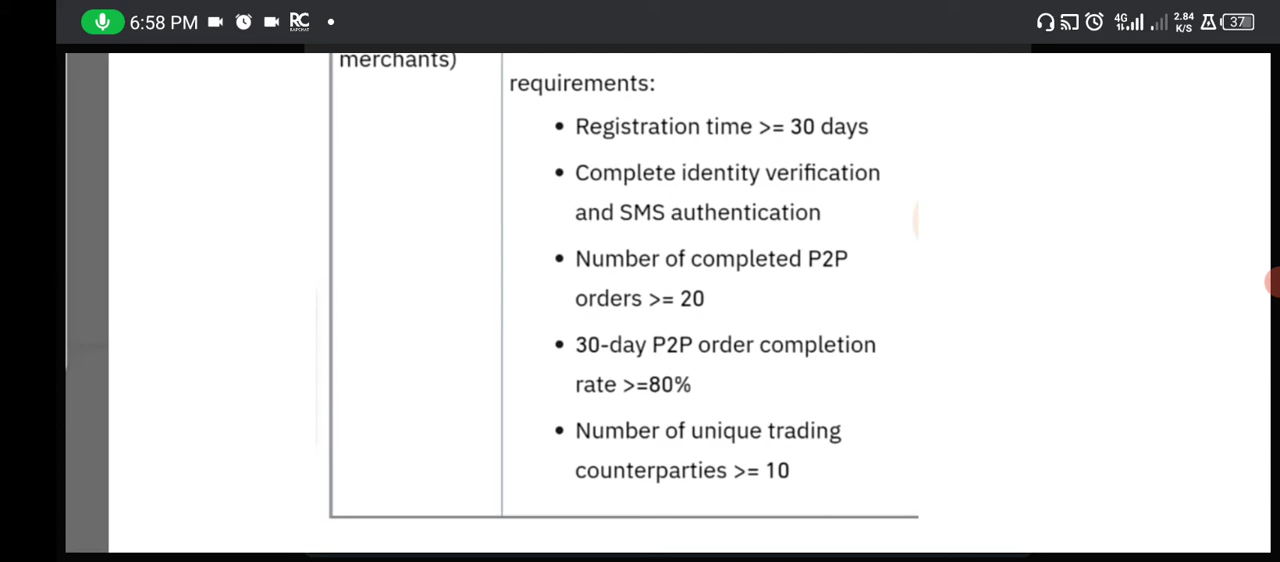 6:58 PM RC
RAPCHAT
4G 2.84 K/S 37
merchants)
requirements:
• Registration time >= 30 days
• Complete identity verification
and SMS authentication
• Number of completed P2P
orders >= 20
• 30-day P2P order completion
rate >=80%
• Number of unique trading
counterparties >= 10